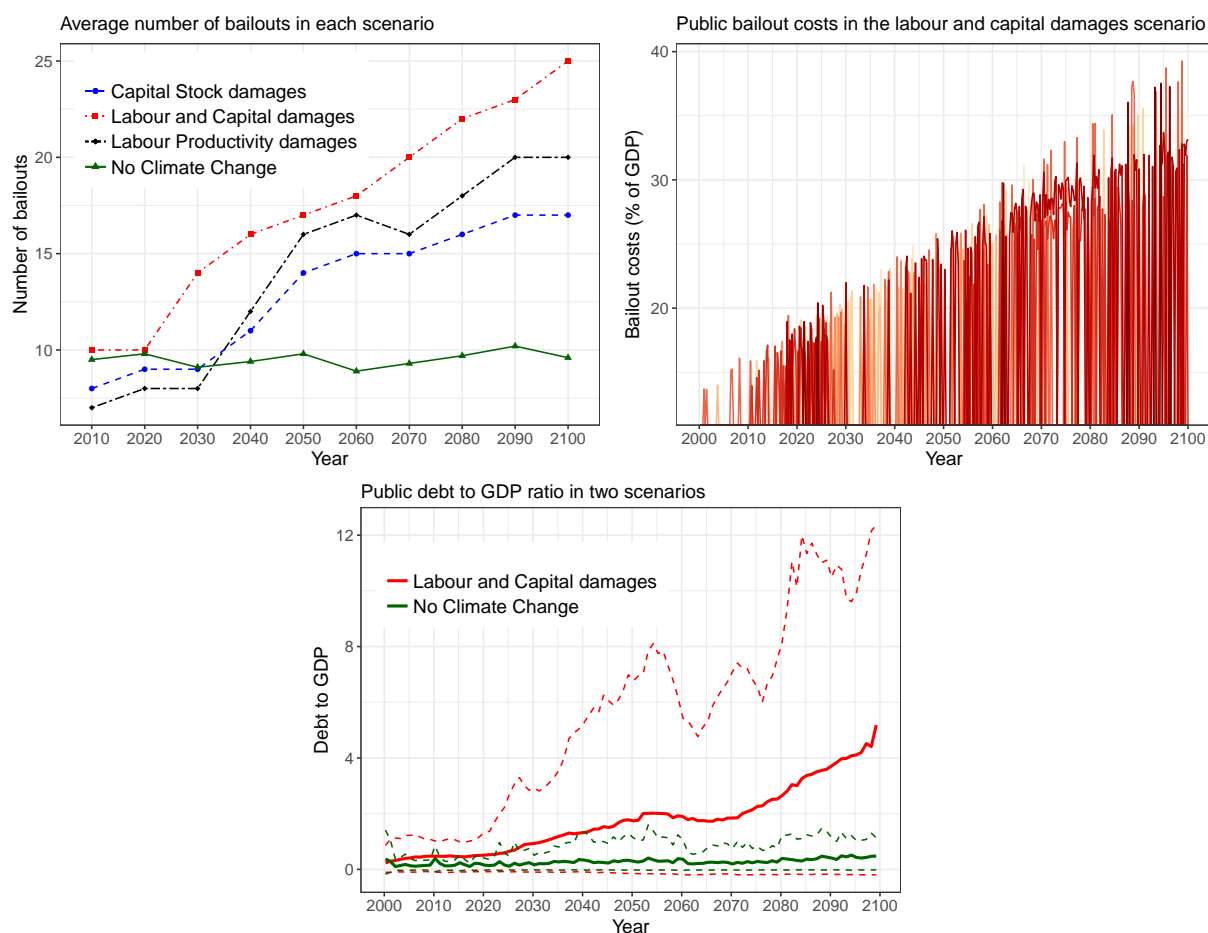 Average number of bailouts in each scenario
25
20
15
10
Number of bailouts
Capital Stock damages
Labour and Capital damages
Labour Productivity damages
No Climate Change
2010 2020 2030 2040 2050 2060 2070 2080 2090 2100
Year
Public bailout costs in the labour and capital damages scenario
40
30
20
Bailout costs (% of GDP)
2000 2010 2020 2030 2040 2050 2060 2070 2080 2090 2100
Year
Public debt to GDP ratio in two scenarios
12
8
4
0
Debt to GDP
Labour and Capital damages
No Climate Change
2000 2010 2020 2030 2040 2050 2060 2070 2080 2090 2100
Year